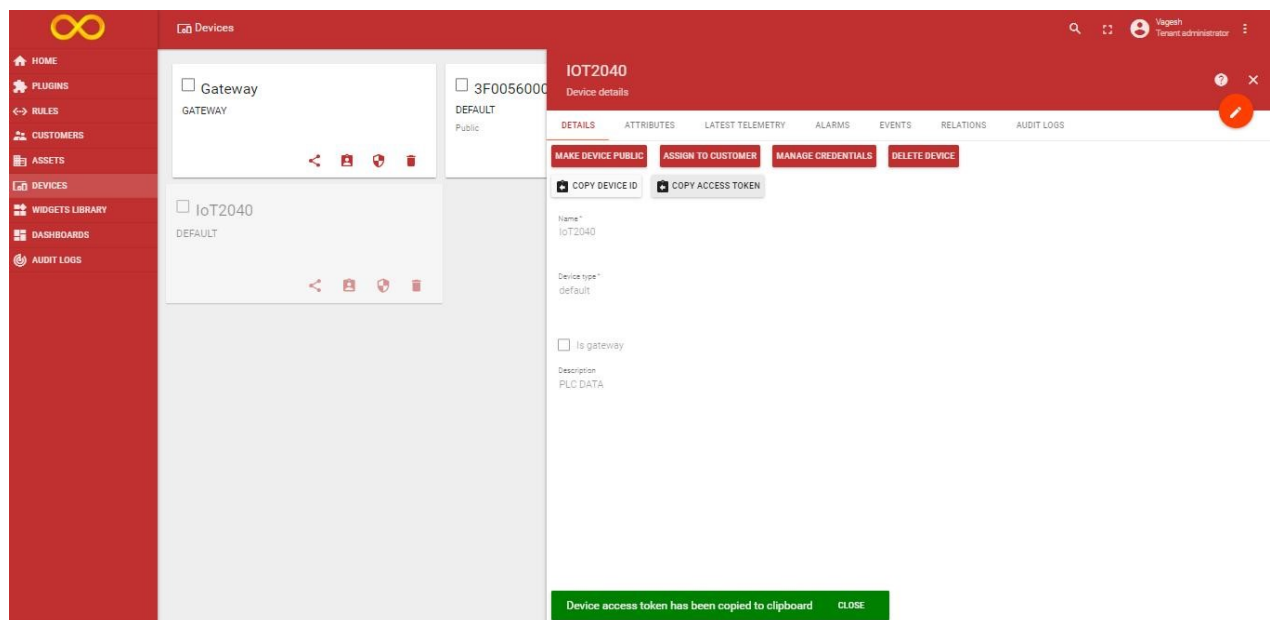 Devices
Vagesh
Tenant administrator
HOME
PLUGINS
RULES
CUSTOMERS
ASSETS
DEVICES
WIDGETS LIBRARY
DASHBOARDS
AUDIT LOGS
Gateway
GATEWAY
3F0056000
DEFAULT
Public
IoT2040
DEFAULT
IOT2040
Device details
DETAILS ATTRIBUTES LATEST TELEMETRY ALARMS EVENTS RELATIONS AUDIT LOGS
MAKE DEVICE PUBLIC ASSIGN TO CUSTOMER MANAGE CREDENTIALS DELETE DEVICE
COPY DEVICE ID COPY ACCESS TOKEN
Name *
IoT2040
Device type *
default
Is gateway
Description
PLC DATA
Device access token has been copied to clipboard CLOSE